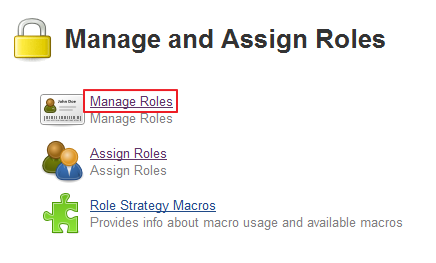 Manage and Assign Roles
John Doe
Manage Roles
Manage Roles
Assign Roles
Assign Roles
Role Strategy Macros
Provides info about macro usage and available macros